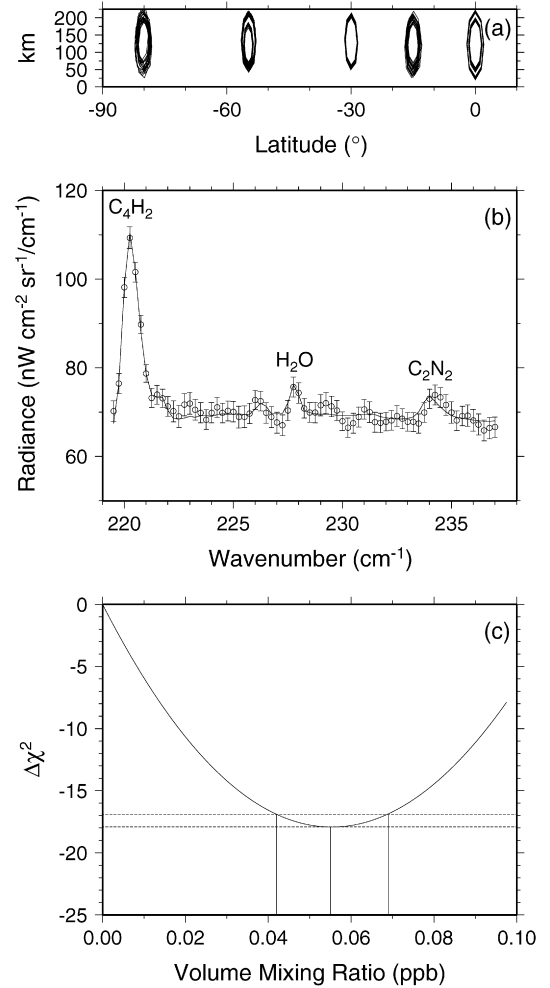 200
150
100
50
0
km
(a)
-90
-60
-30
0
Latitude (°)
120
100
80
60
Radiance (nW cm-2 sr-1/cm-1)
C4H2
H2O
C2N2
(b)
220
225
230
235
Wavenumber (cm-1)
0
-5
-10
-15
-20
-25
Δχ2
(c)
0.00
0.02
0.04
0.06
0.08
0.10
Volume Mixing Ratio (ppb)